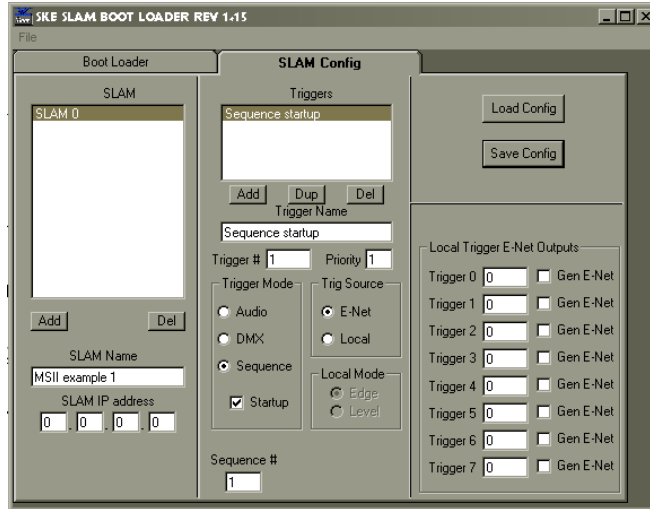 SKE SLAM BOOT LOADER REV 1.15
File
Boot Loader
SLAM Config
SLAM
SLAM 0
Add
Del
SLAM Name
MSII example 1
SLAM IP address
0 . 0 . 0 . 0
Triggers
Sequence startup
Add
Dup
Del
Trigger Name
Sequence startup
Trigger # 1
Priority 1
Trigger Mode
Audio
DMX
Sequence
Startup
Trig Source
E-Net
Local
Local Mode
Edge
Level
Sequence #
1
Load Config
Save Config
Local Trigger E-Net Outputs
Trigger 0 0 Gen E-Net
Trigger 1 0 Gen E-Net
Trigger 2 0 Gen E-Net
Trigger 3 0 Gen E-Net
Trigger 4 0 Gen E-Net
Trigger 5 0 Gen E-Net
Trigger 6 0 Gen E-Net
Trigger 7 0 Gen E-Net